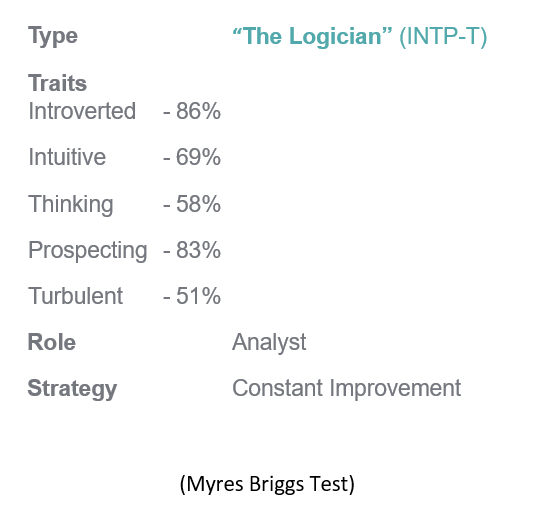 Type “The Logician” (INTP-T)
Traits
Introverted - 86%
Intuitive - 69%
Thinking - 58%
Prospecting - 83%
Turbulent - 51%
Role Analyst
Strategy Constant Improvement
(Myres Briggs Test)